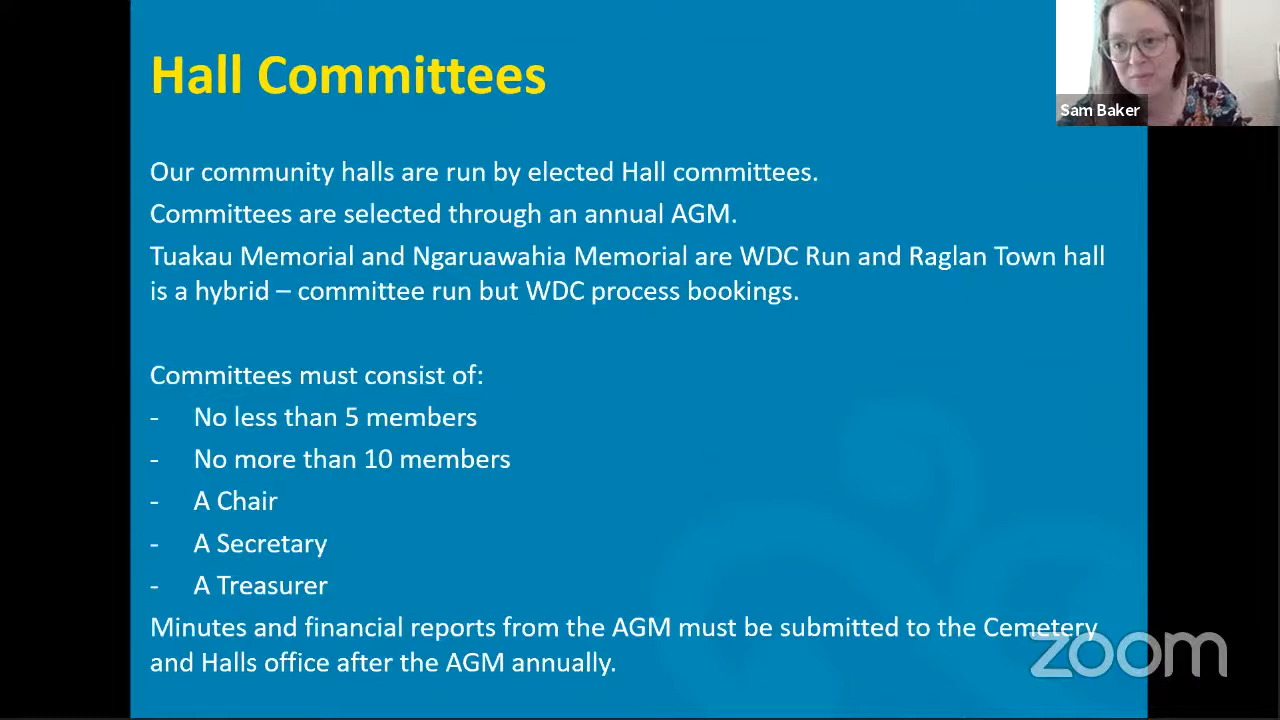 Hall Committees
Sam Baker
Our community halls are run by elected Hall committees.
Committees are selected through an annual AGM.
Tuakau Memorial and Ngaruawahia Memorial are WDC Run and Raglan Town hall
is a hybrid – committee run but WDC process bookings.
Committees must consist of:
- No less than 5 members
- No more than 10 members
- A Chair
- A Secretary
- A Treasurer
Minutes and financial reports from the AGM must be submitted to the Cemetery
and Halls office after the AGM annually.
zoom